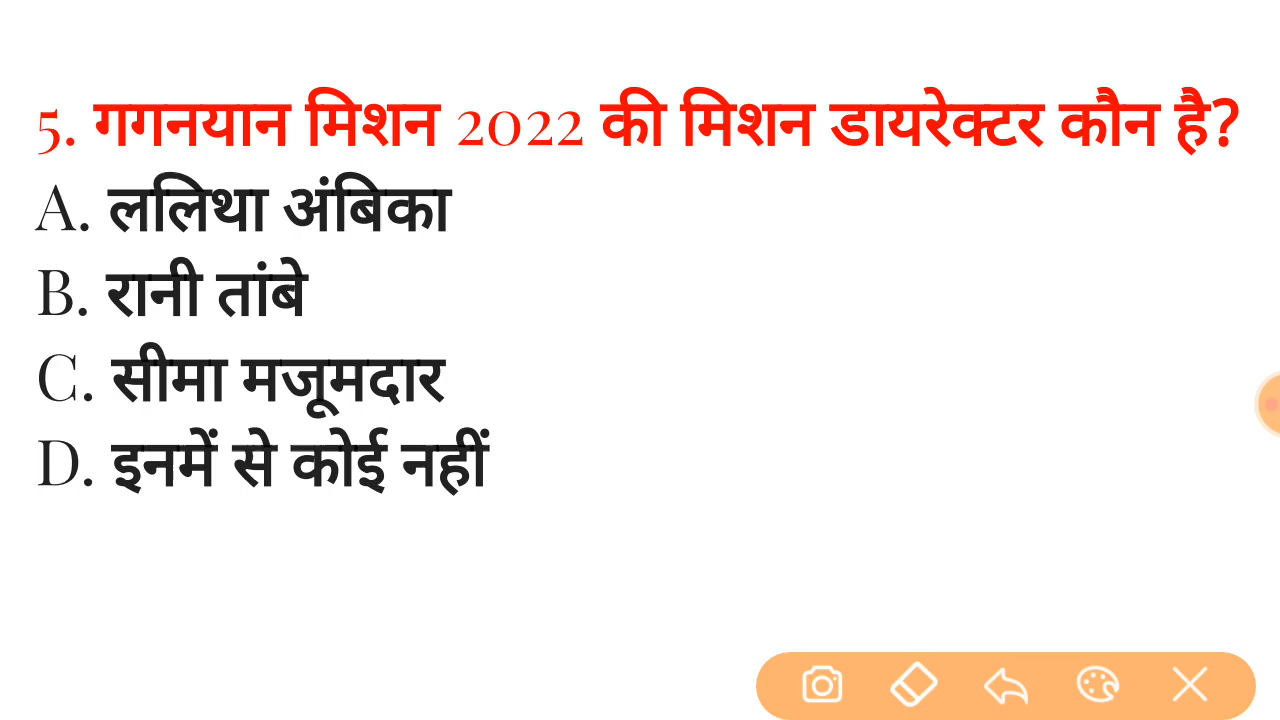 5. गगनयान मिशन 2022 की मिशन डायरेक्टर कौन है?
A. ललिथा अंबिका
B. रानी तांबे
C. सीमा मजूमदार
D. इनमें से कोई नहीं